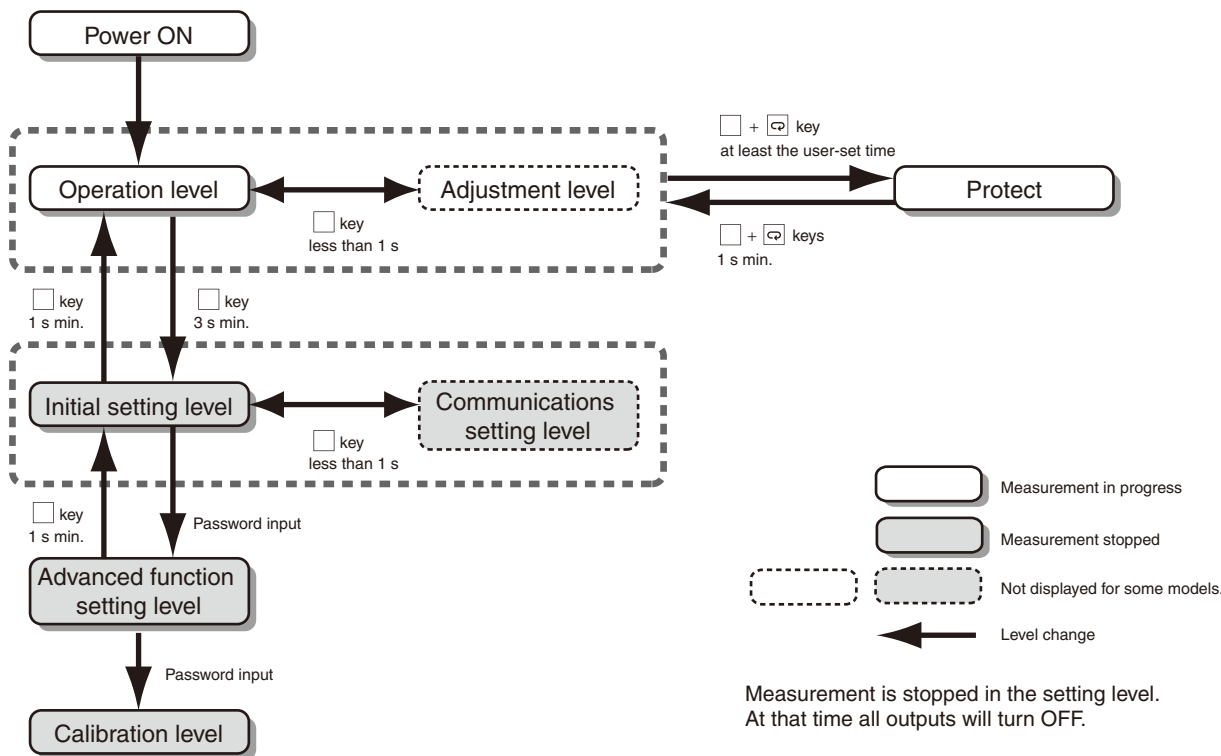 Power ON
+ key
at least the user-set time
Operation level
Adjustment level
Protect
key
less than 1 s
+ keys
1 s min.
key
1 s min.
key
3 s min.
Initial setting level
Communications
setting level
key
less than 1 s
key
1 s min.
Password input
Measurement in progress
Measurement stopped
Advanced function
setting level
Not displayed for some models.
Level change
Password input
Measurement is stopped in the setting level.
At that time all outputs will turn OFF.
Calibration level